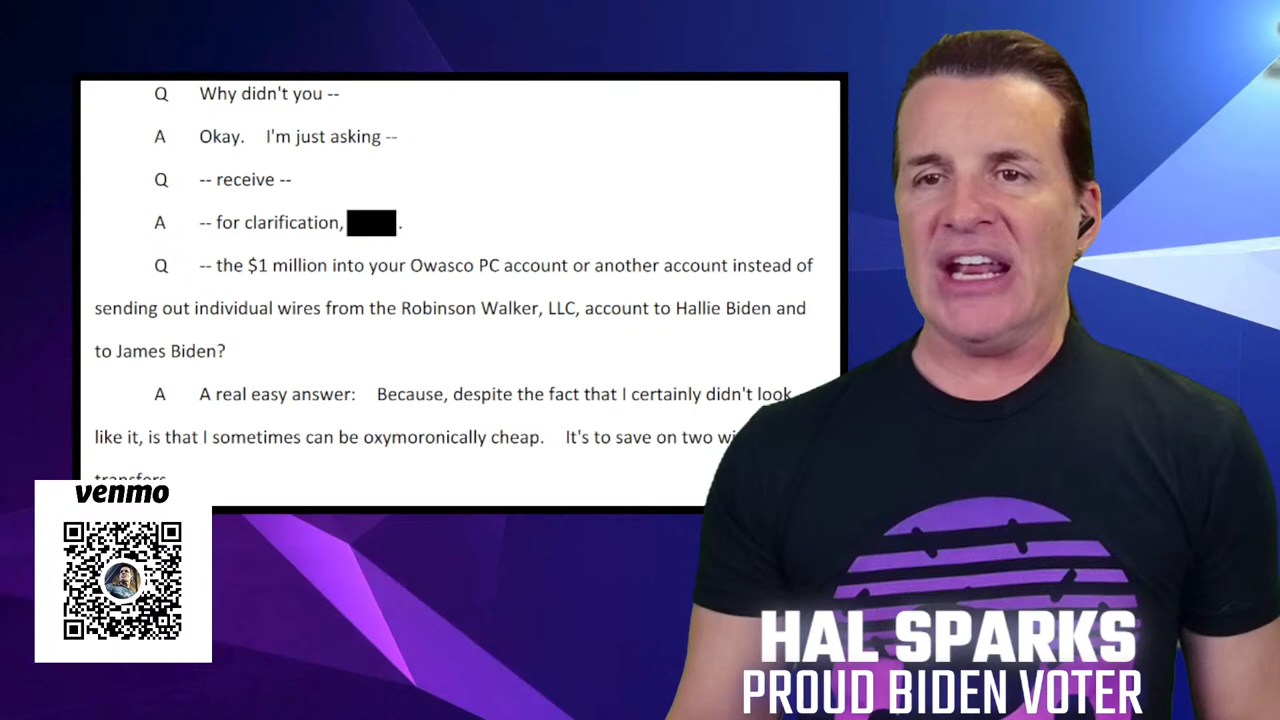 Q Why didn't you --
A Okay. I'm just asking --
Q -- receive --
A -- for clarification, .
Q -- the $1 million into your Owasco PC account or another account instead of
sending out individual wires from the Robinson Walker, LLC, account to Hallie Biden and
to James Biden?
A A real easy answer: Because, despite the fact that I certainly didn't look
like it, is that I sometimes can be oxymoronically cheap. It's to save on two
transfers
venmo
HAL SPARKS
PROUD BIDEN VOTER